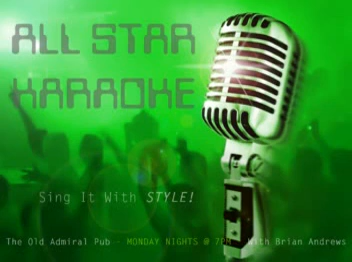 ALL STAR
KARAOKE
Sing It With STYLE!
The Old Admiral Pub - MONDAY NIGHTS @ 7PM - With Brian Andrews